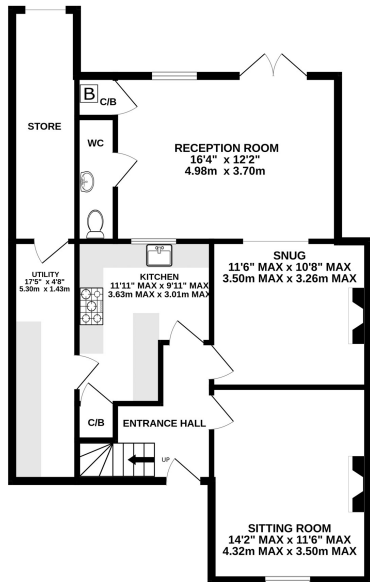 B
C/B
STORE
WC
RECEPTION ROOM
16'4" x 12'2"
4.98m x 3.70m
SNUG
11'6" MAX x 10'8" MAX
3.50m MAX x 3.26m MAX
UTILITY
17'5" x 4'8"
5.30m x 1.43m
KITCHEN
11'11" MAX x 9'11" MAX
3.63m MAX x 3.01m MAX
C/B
ENTRANCE HALL
UP
SITTING ROOM
14'2" MAX x 11'6" MAX
4.32m MAX x 3.50m MAX